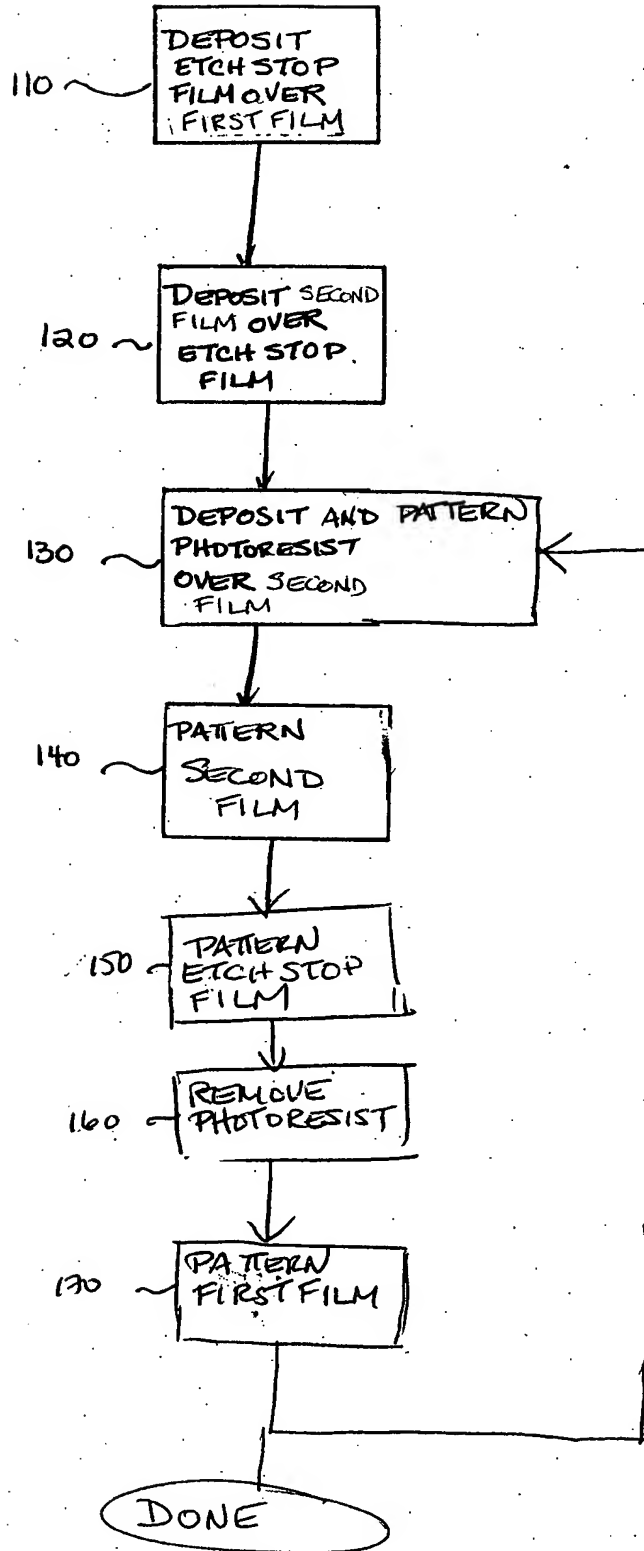 110
DEPOSIT
ETCH STOP
FILM OVER
FIRST FILM
120
DEPOSIT SECOND
FILM OVER
ETCH STOP.
FILM
130
DEPOSIT AND PATTERN
PHOTORESIST
OVER SECOND
FILM
140
PATTERN
SECOND
FILM
150
PATTERN
ETCH STOP
FILM
160
REMOVE
PHOTORESIST
170
PATTERN
FIRST FILM
DONE